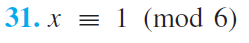 31. x ≡ 1 (mod 6)